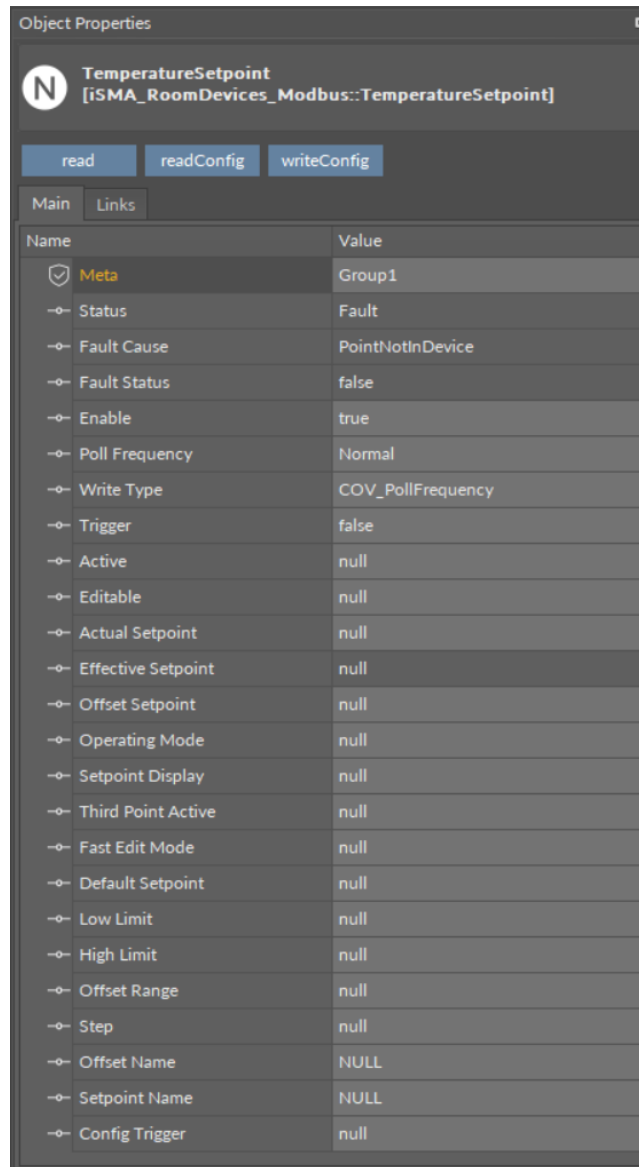 Object Properties
N
TemperatureSetpoint
[iSMA_RoomDevices_Modbus::TemperatureSetpoint]
read readConfig writeConfig
Main Links
Name Value
Meta Group1
Status Fault
Fault Cause PointNotInDevice
Fault Status false
Enable true
Poll Frequency Normal
Write Type COV_PollFrequency
Trigger false
Active null
Editable null
Actual Setpoint null
Effective Setpoint null
Offset Setpoint null
Operating Mode null
Setpoint Display null
Third Point Active null
Fast Edit Mode null
Default Setpoint null
Low Limit null
High Limit null
Offset Range null
Step null
Offset Name NULL
Setpoint Name NULL
Config Trigger null